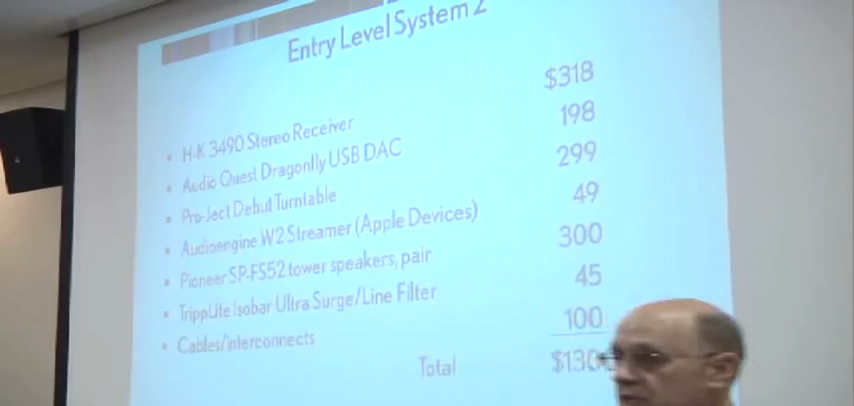 Entry Level System 2
H-K 3490 Stereo Receiver $318
Audio Quest Dragonfly USB DAC 198
Pro-Ject Debut Turntable 299
Audioengine W2 Streamer (Apple Devices) 49
Pioneer SP-FS52 tower speakers, pair 300
TrippLite Isobar Ultra Surge/Line Filter 45
Cables/interconnects 100
Total $130